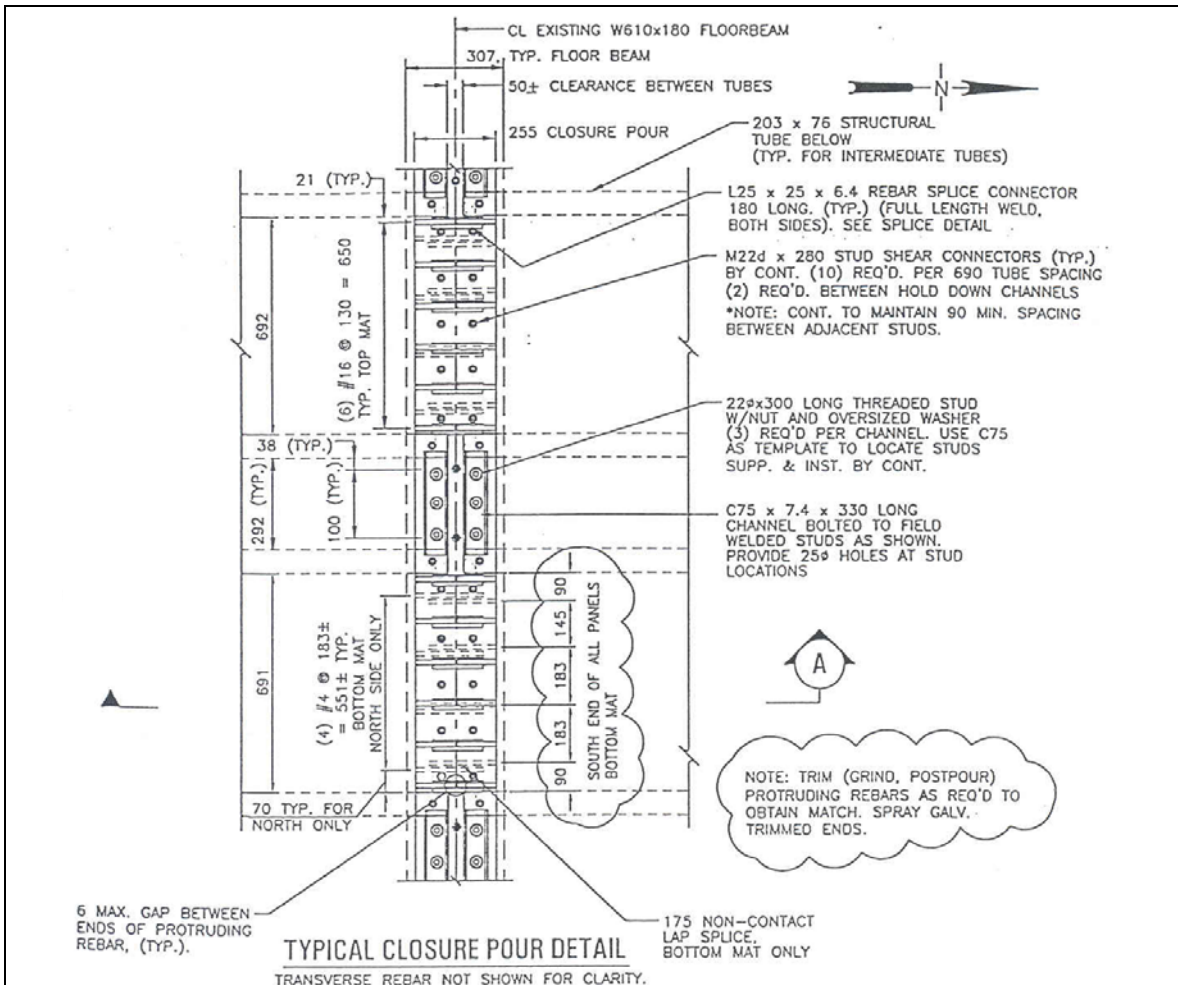 CL EXISTING W610x180 FLOORBEAM
307. TYP. FLOOR BEAM
50± CLEARANCE BETWEEN TUBES
255 CLOSURE POUR
N
203 x 76 STRUCTURAL
TUBE BELOW
(TYP. FOR INTERMEDIATE TUBES)
21 (TYP.)
L25 x 25 x 6.4 REBAR SPLICE CONNECTOR
180 LONG. (TYP.) (FULL LENGTH WELD,
BOTH SIDES). SEE SPLICE DETAIL
M22d x 280 STUD SHEAR CONNECTORS (TYP.)
BY CONT. (10) REQ'D. PER 690 TUBE SPACING
(2) REQ'D. BETWEEN HOLD DOWN CHANNELS
*NOTE: CONT. TO MAINTAIN 90 MIN. SPACING
BETWEEN ADJACENT STUDS.
692
(6) #16 @ 130 = 650
TYP. TOP MAT
22ø x300 LONG THREADED STUD
W/NUT AND OVERSIZED WASHER
(3) REQ'D PER CHANNEL. USE C75
AS TEMPLATE TO LOCATE STUDS
SUPP. & INST. BY CONT.
38 (TYP.)
292 (TYP.)
100 (TYP.)
C75 x 7.4 x 330 LONG
CHANNEL BOLTED TO FIELD
WELDED STUDS AS SHOWN.
PROVIDE 25ø HOLES AT STUD
LOCATIONS
691
(4) #4 @ 183±
= 551± TYP.
BOTTOM MAT
NORTH SIDE ONLY
90
145
183
183
90
SOUTH END OF ALL PANELS
BOTTOM MAT
A
NOTE: TRIM (GRIND, POSTPOUR)
PROTRUDING REBARS AS REQ'D TO
OBTAIN MATCH. SPRAY GALV.
TRIMMED ENDS.
70 TYP. FOR
NORTH ONLY
6 MAX. GAP BETWEEN
ENDS OF PROTRUDING
REBAR, (TYP.).
175 NON-CONTACT
LAP SPLICE,
BOTTOM MAT ONLY
TYPICAL CLOSURE POUR DETAIL
TRANSVERSE REBAR NOT SHOWN FOR CLARITY.